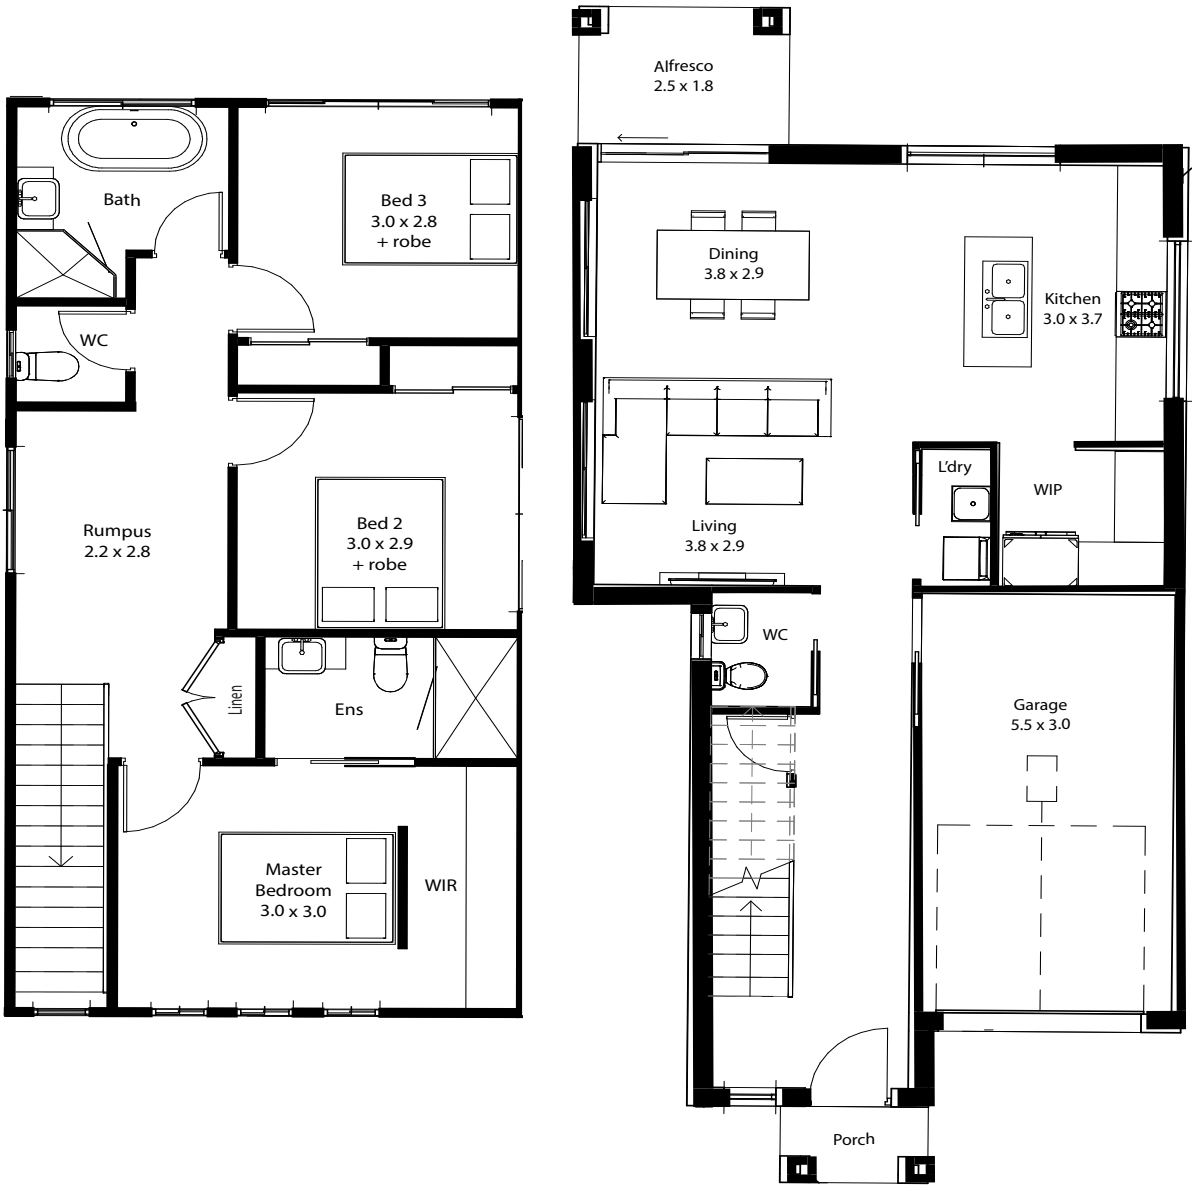 Bath
Bed 3
3.0 x 2.8
+ robe
WC
Rumpus
2.2 x 2.8
Bed 2
3.0 x 2.9
+ robe
Linen
Ens
Master
Bedroom
3.0 x 3.0
WIR
Alfresco
2.5 x 1.8
Dining
3.8 x 2.9
Kitchen
3.0 x 3.7
L'dry
WIP
Living
3.8 x 2.9
WC
Garage
5.5 x 3.0
Porch